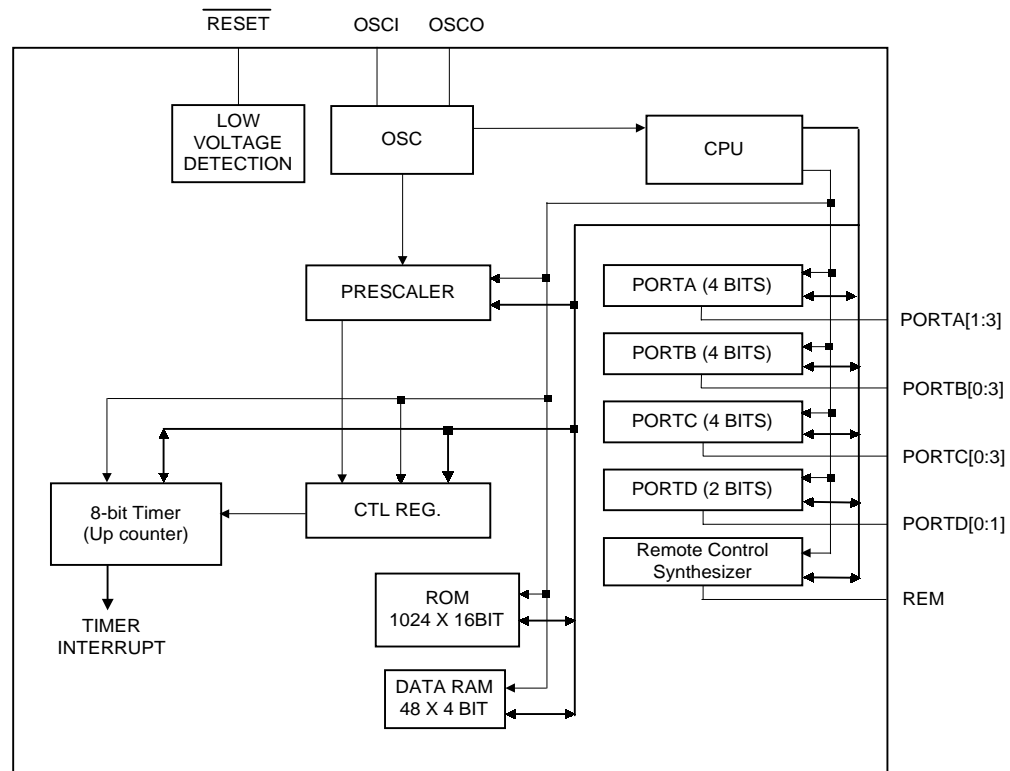 RESET
OSCI
OSCO
LOW
VOLTAGE
DETECTION
OSC
CPU
PRESCALER
PORTA (4 BITS)
PORTA[1:3]
PORTB (4 BITS)
PORTB[0:3]
PORTC (4 BITS)
PORTC[0:3]
8-bit Timer
(Up counter)
CTL REG.
PORTD (2 BITS)
PORTD[0:1]
Remote Control
Synthesizer
REM
ROM
1024 X 16BIT
TIMER
INTERRUPT
DATA RAM
48 X 4 BIT